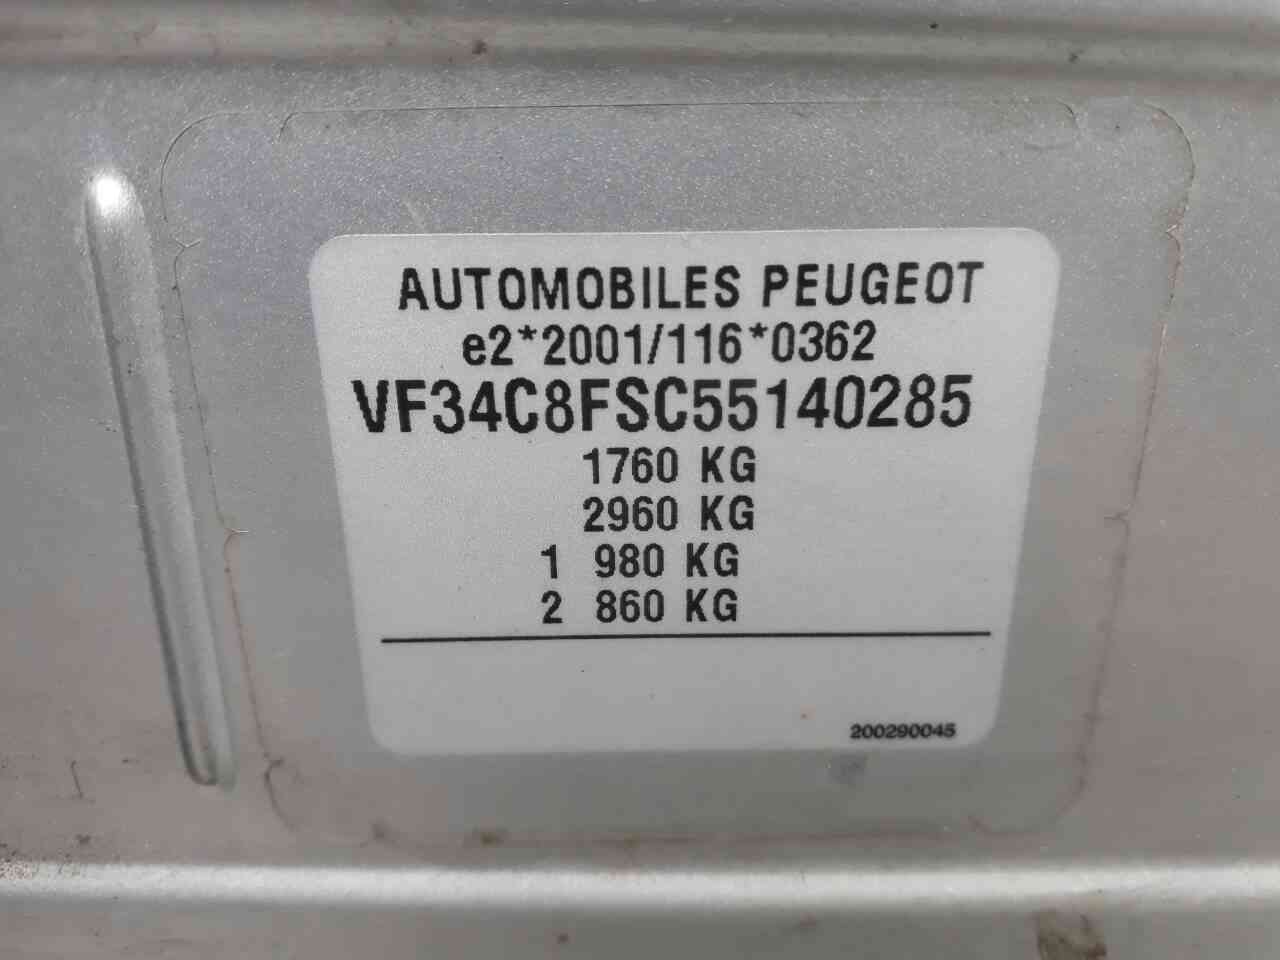 AUTOMOBILES PEUGEOT
e2*2001/116*0362
VF34C8FSC55140285
1760 KG
2960 KG
1 980 KG
2 860 KG
200290045